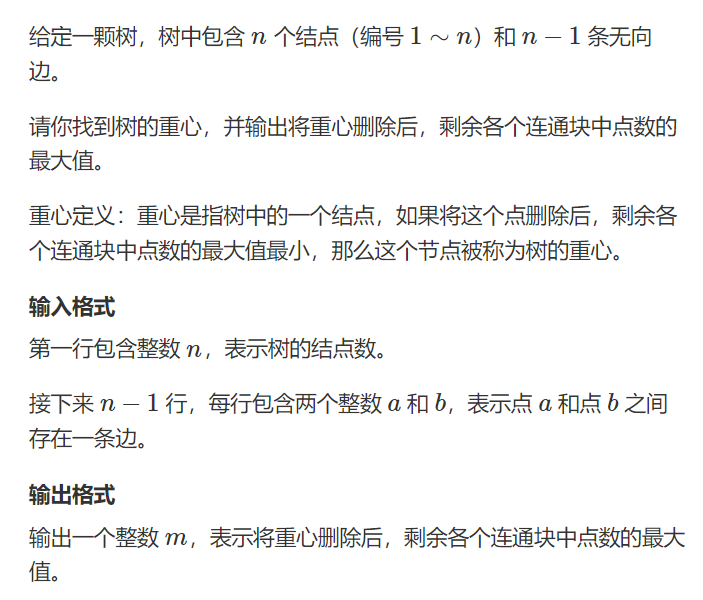 给定一颗树，树中包含 n 个结点（编号 1 ∼ n）和 n − 1 条无向
边。
请你找到树的重心，并输出将重心删除后，剩余各个连通块中点数的
最大值。
重心定义：重心是指树中的一个结点，如果将这个点删除后，剩余各
个连通块中点数的最大值最小，那么这个节点被称为树的重心。
输入格式
第一行包含整数 n，表示树的结点数。
接下来 n − 1 行，每行包含两个整数 a 和 b，表示点 a 和点 b 之间
存在一条边。
输出格式
输出一个整数 m，表示将重心删除后，剩余各个连通块中点数的最大
值。